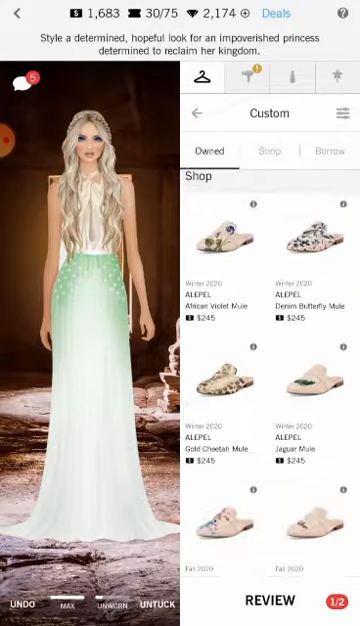 1,683 30/75 2,174 Deals
Style a determined, hopeful look for an impoverished princess
determined to reclaim her kingdom.
5
Custom
Owned Shop Borrow
Shop
Winter 2020
ALEPEL
African Violet Mule
$245
Winter 2020
ALEPEL
Denim Butterfly Mule
$245
Winter 2020
ALEPEL
Gold Cheetah Mule
$245
Winter 2020
ALEPEL
Jaguar Mule
$245
Fall 2020
Fall 2020
UNDO MAX UNWORN UNTUCK
REVIEW 1/2